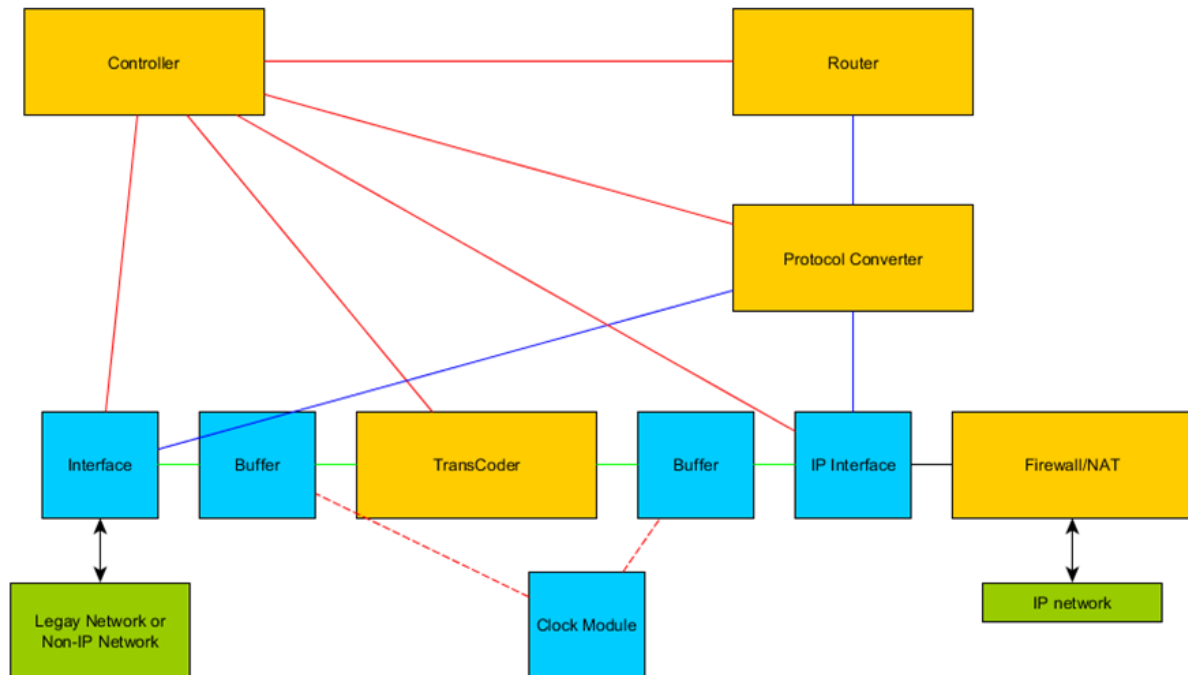 Controller
Router
Protocol Converter
Interface
Buffer
TransCoder
Buffer
IP Interface
Firewall/NAT
Legay Network or
Non-IP Network
Clock Module
IP network